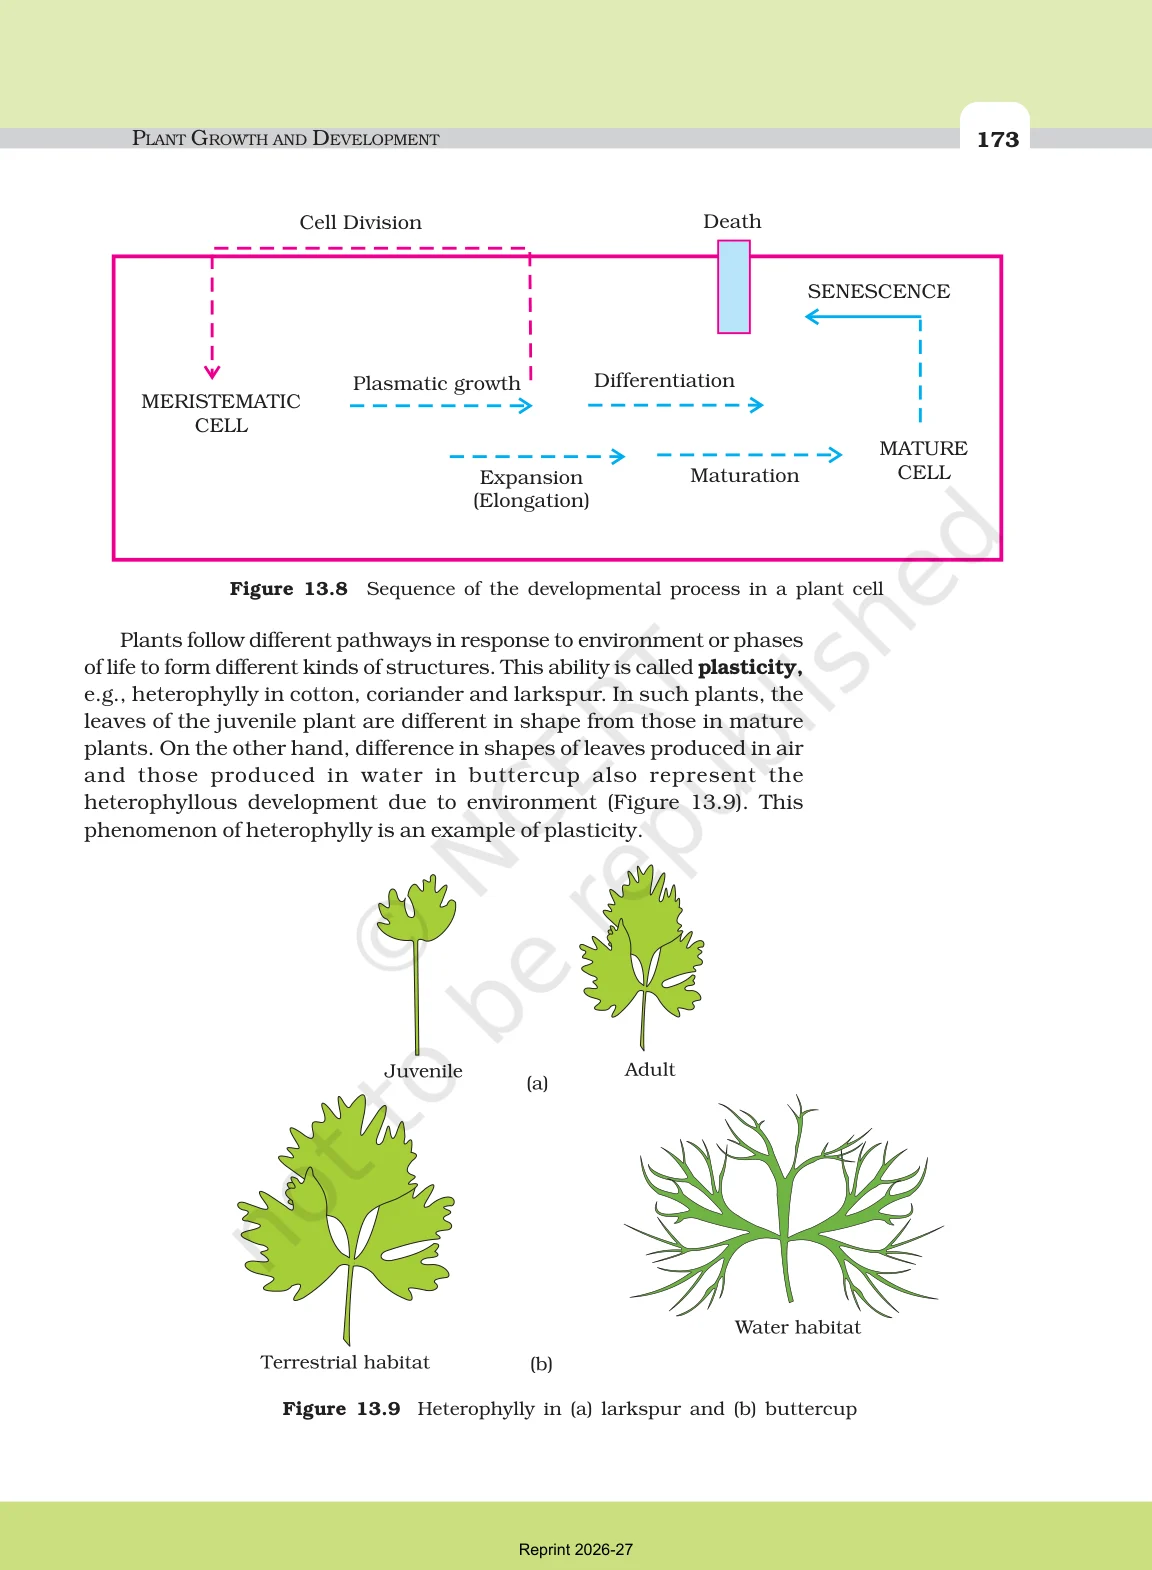 PLANT GROWTH AND DEVELOPMENT
173
Cell Division
Death
SENESCENCE
Plasmatic growth
Differentiation
MERISTEMATIC
CELL
MATURE
CELL
Expansion
(Elongation)
Maturation
Figure 13.8 Sequence of the developmental process in a plant cell
Plants follow different pathways in response to environment or phases
of life to form different kinds of structures. This ability is called plasticity,
e.g., heterophylly in cotton, coriander and larkspur. In such plants, the
leaves of the juvenile plant are different in shape from those in mature
plants. On the other hand, difference in shapes of leaves produced in air
and those produced in water in buttercup also represent the
heterophyllous development due to environment (Figure 13.9). This
phenomenon of heterophylly is an example of plasticity.
Juvenile
Adult
(a)
Water habitat
Terrestrial habitat
(b)
Figure 13.9 Heterophylly in (a) larkspur and (b) buttercup
© NCERT
not to be republished
Reprint 2026-27